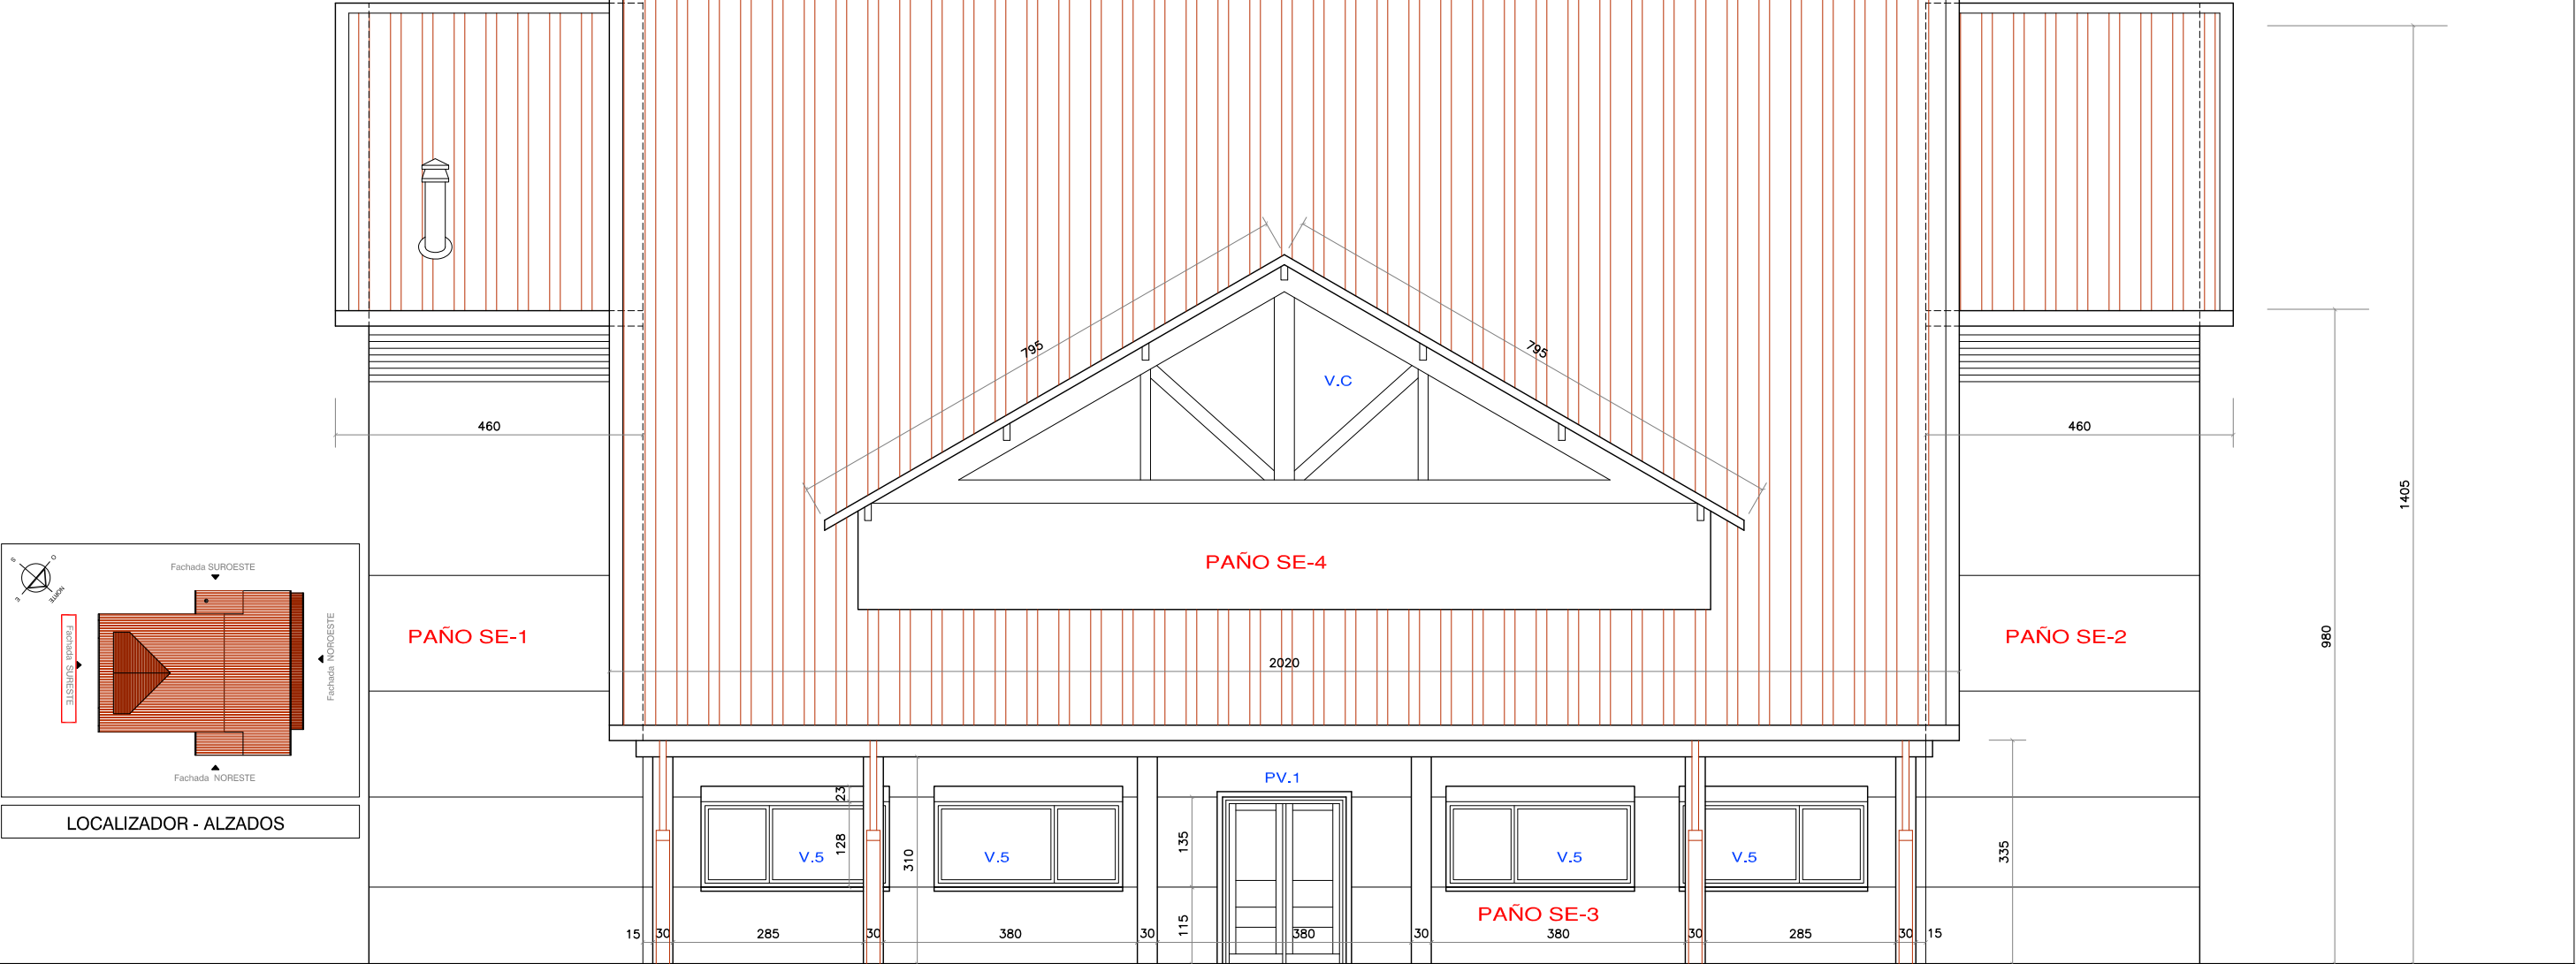 795
795
V.C
460
460
1405
PAÑO SE-4
S
O
E
NORTE
Fachada SUROESTE
Fachada SURESTE
Fachada NOROESTE
Fachada NORESTE
PAÑO SE-1
PAÑO SE-2
980
2020
LOCALIZADOR - ALZADOS
PV.1
23
128
310
135
115
335
V.5
V.5
V.5
V.5
PAÑO SE-3
15
30
285
30
380
30
380
30
380
30
285
30
15